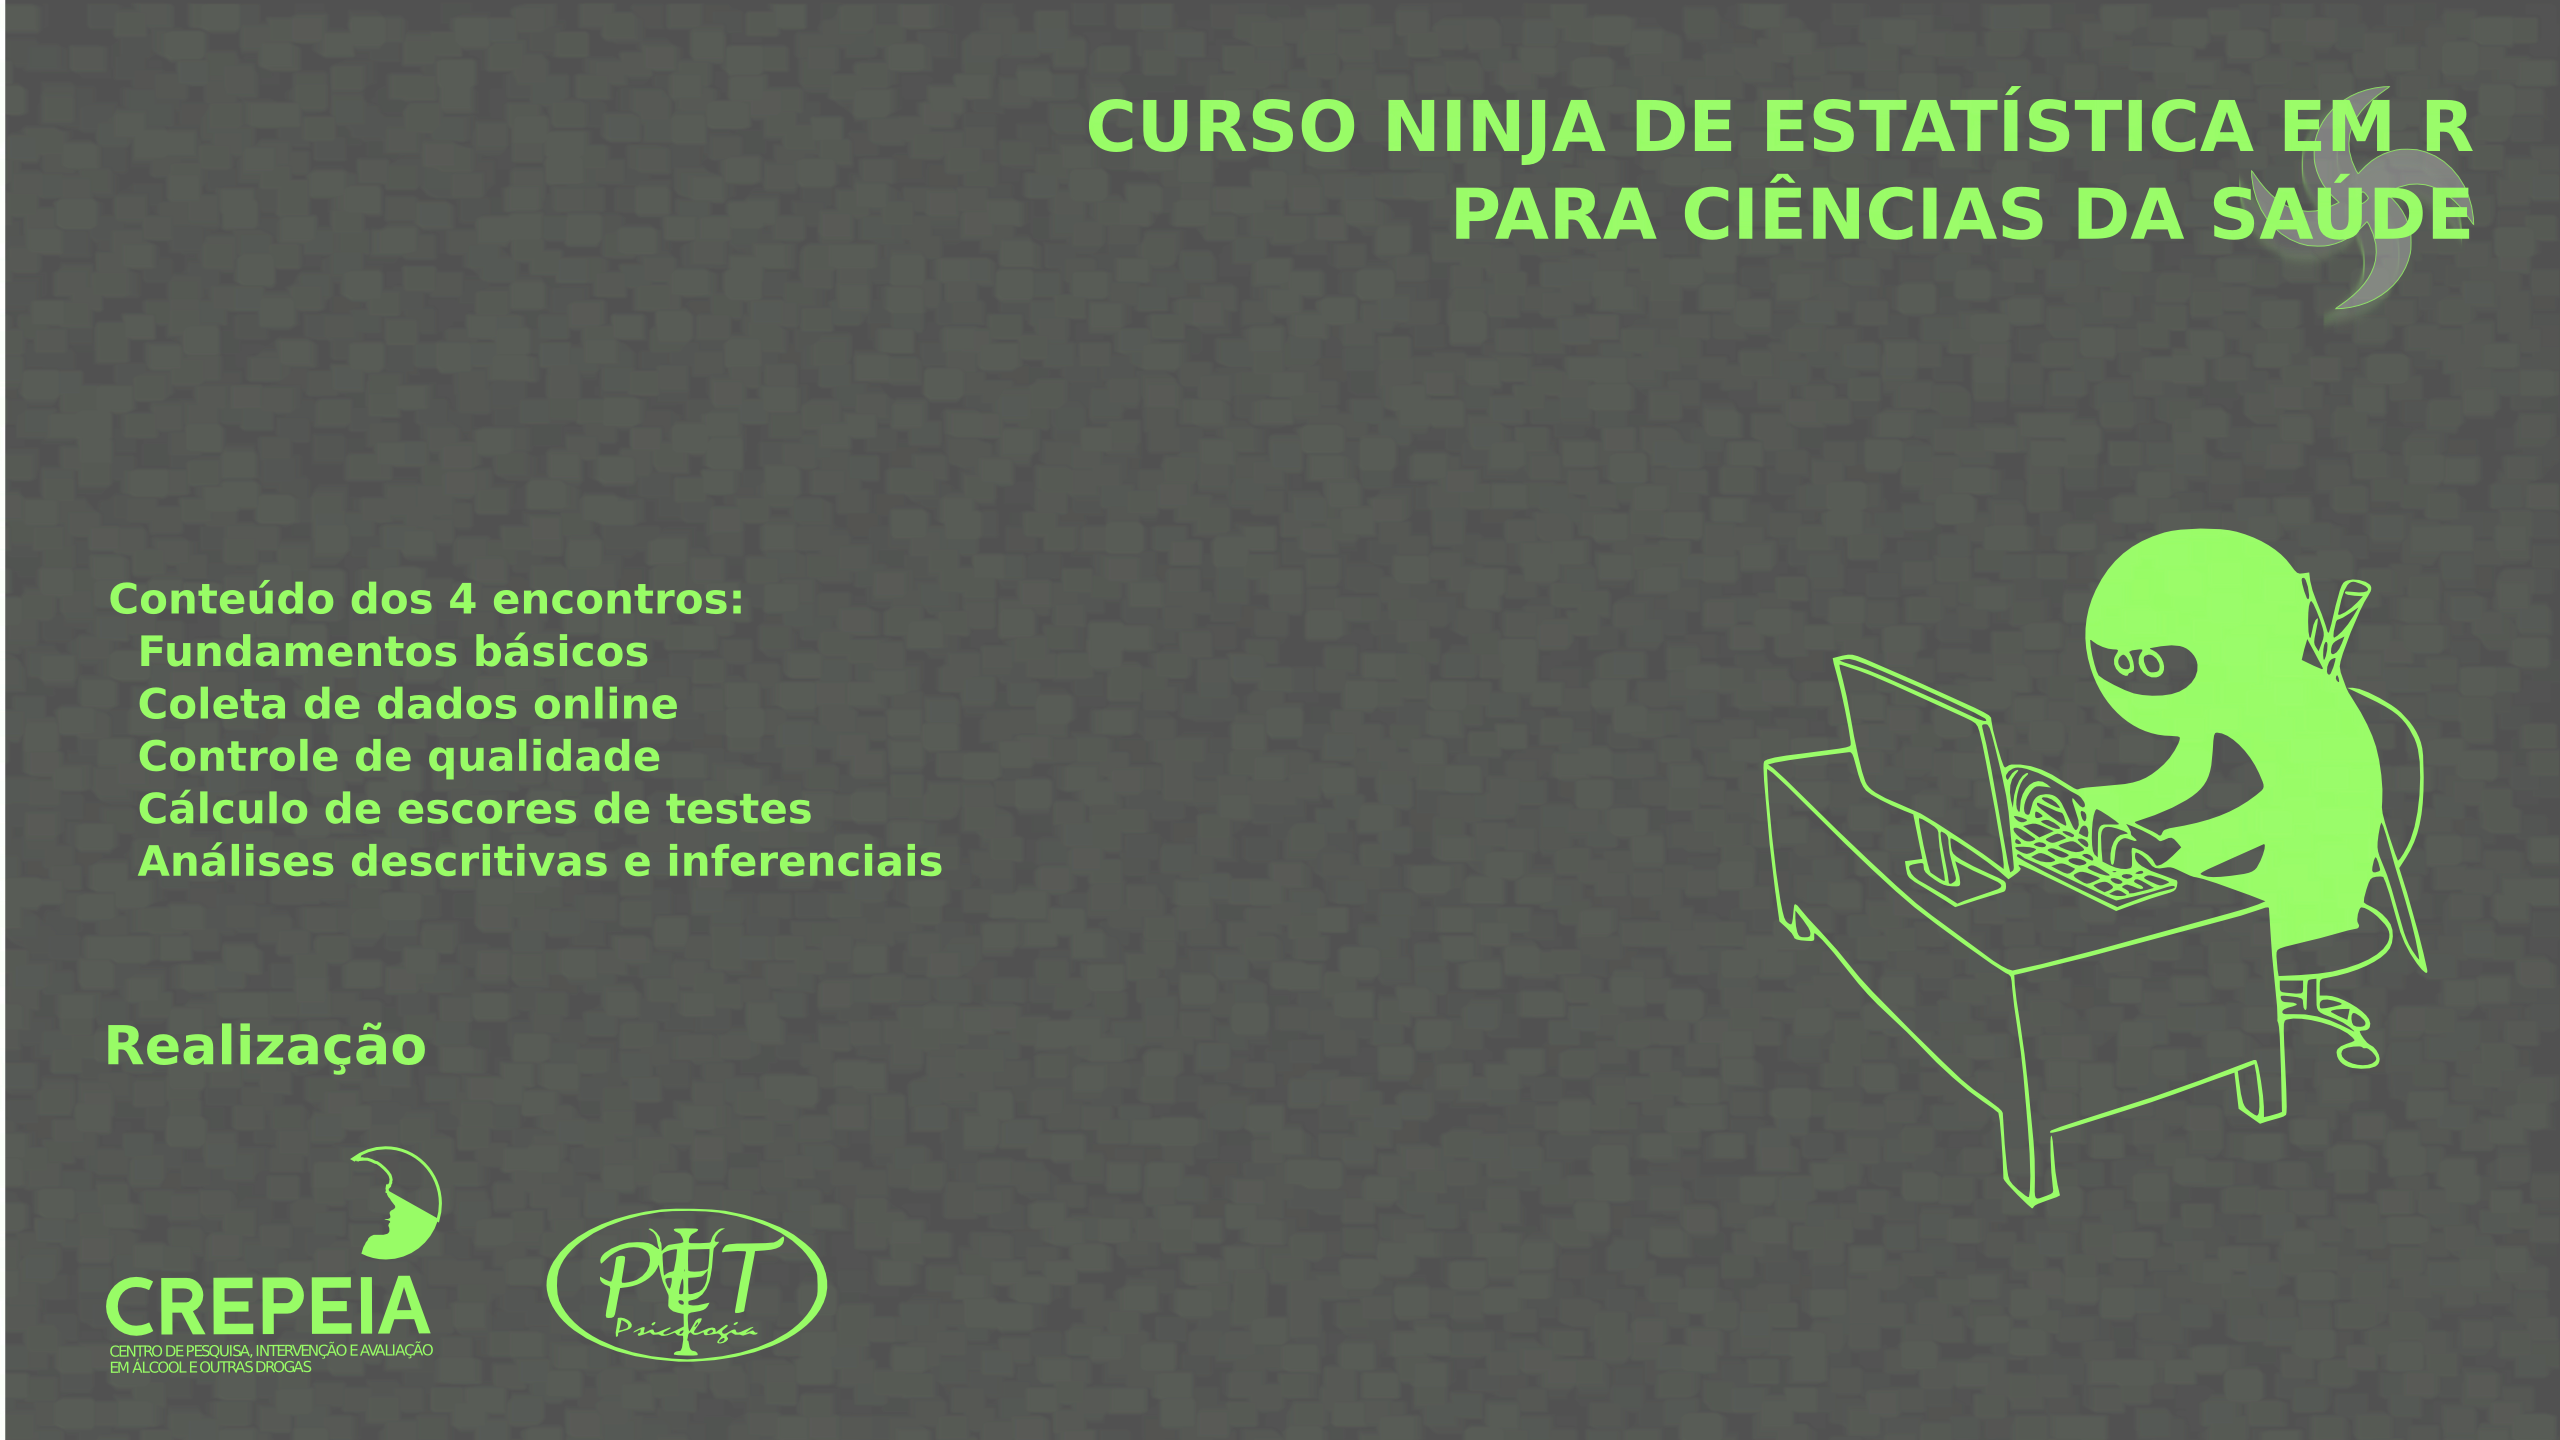 CURSO NINJA DE ESTATÍSTICA EM R
PARA CIÊNCIAS DA SAÚDE
Conteúdo dos 4 encontros:
Fundamentos básicos
Coleta de dados online
Controle de qualidade
Cálculo de escores de testes
Análises descritivas e inferenciais
Realização
CREPEIA
CENTRO DE PESQUISA, INTERVENÇÃO E AVALIAÇÃO
EM ÁLCOOL E OUTRAS DROGAS
PET
Psicologia